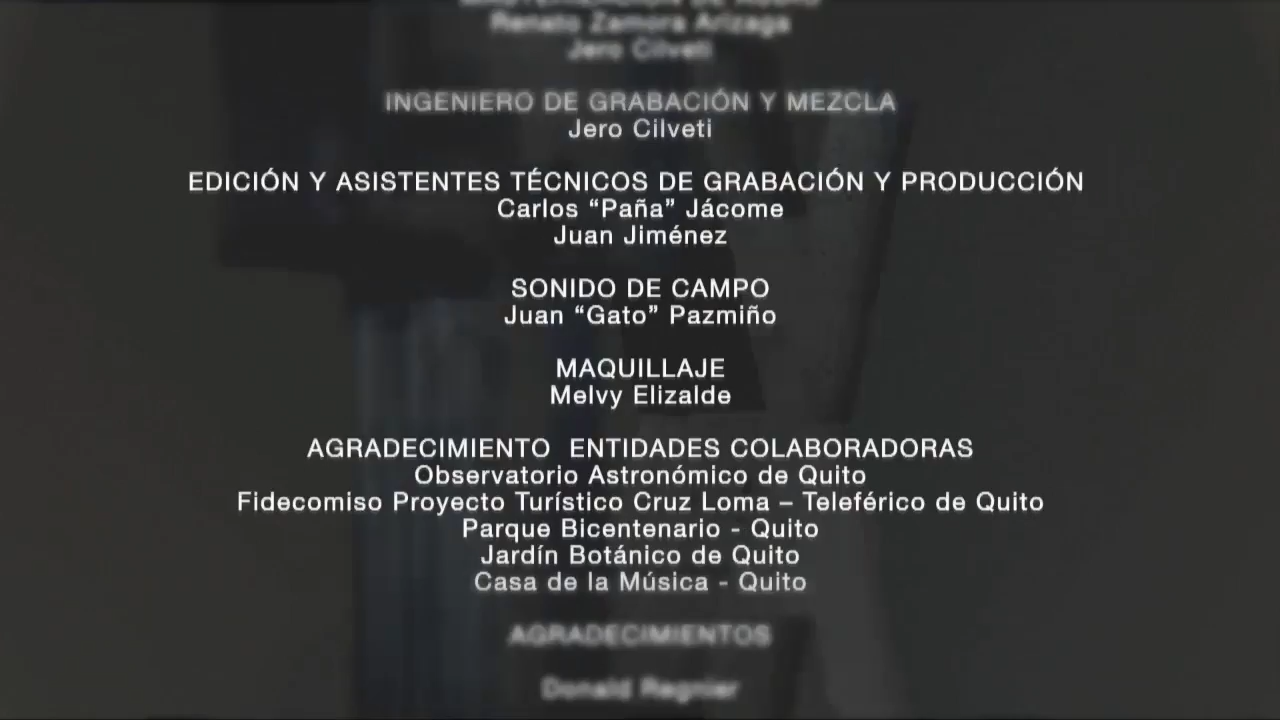 Renato Zamora Arizaga
Jero Cilveti
INGENIERO DE GRABACIÓN Y MEZCLA
Jero Cilveti
EDICIÓN Y ASISTENTES TÉCNICOS DE GRABACIÓN Y PRODUCCIÓN
Carlos “Paña” Jácome
Juan Jiménez
SONIDO DE CAMPO
Juan “Gato” Pazmiño
MAQUILLAJE
Melvy Elizalde
AGRADECIMIENTO  ENTIDADES COLABORADORAS
Observatorio Astronómico de Quito
Fidecomiso Proyecto Turístico Cruz Loma – Teleférico de Quito
Parque Bicentenario - Quito
Jardín Botánico de Quito
Casa de la Música - Quito
AGRADECIMIENTOS
Donald Regnier